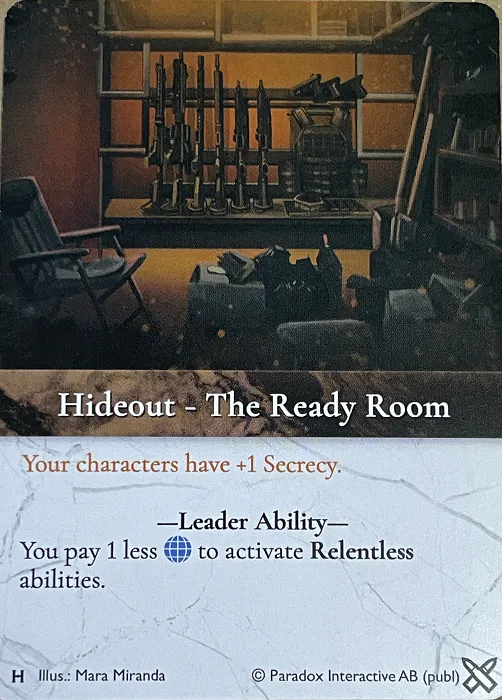 Hideout - The Ready Room
Your characters have +1 Secrecy.
—Leader Ability—
You pay 1 less to activate Relentless
abilities.
H Illus.: Mara Miranda © Paradox Interactive AB (publ)